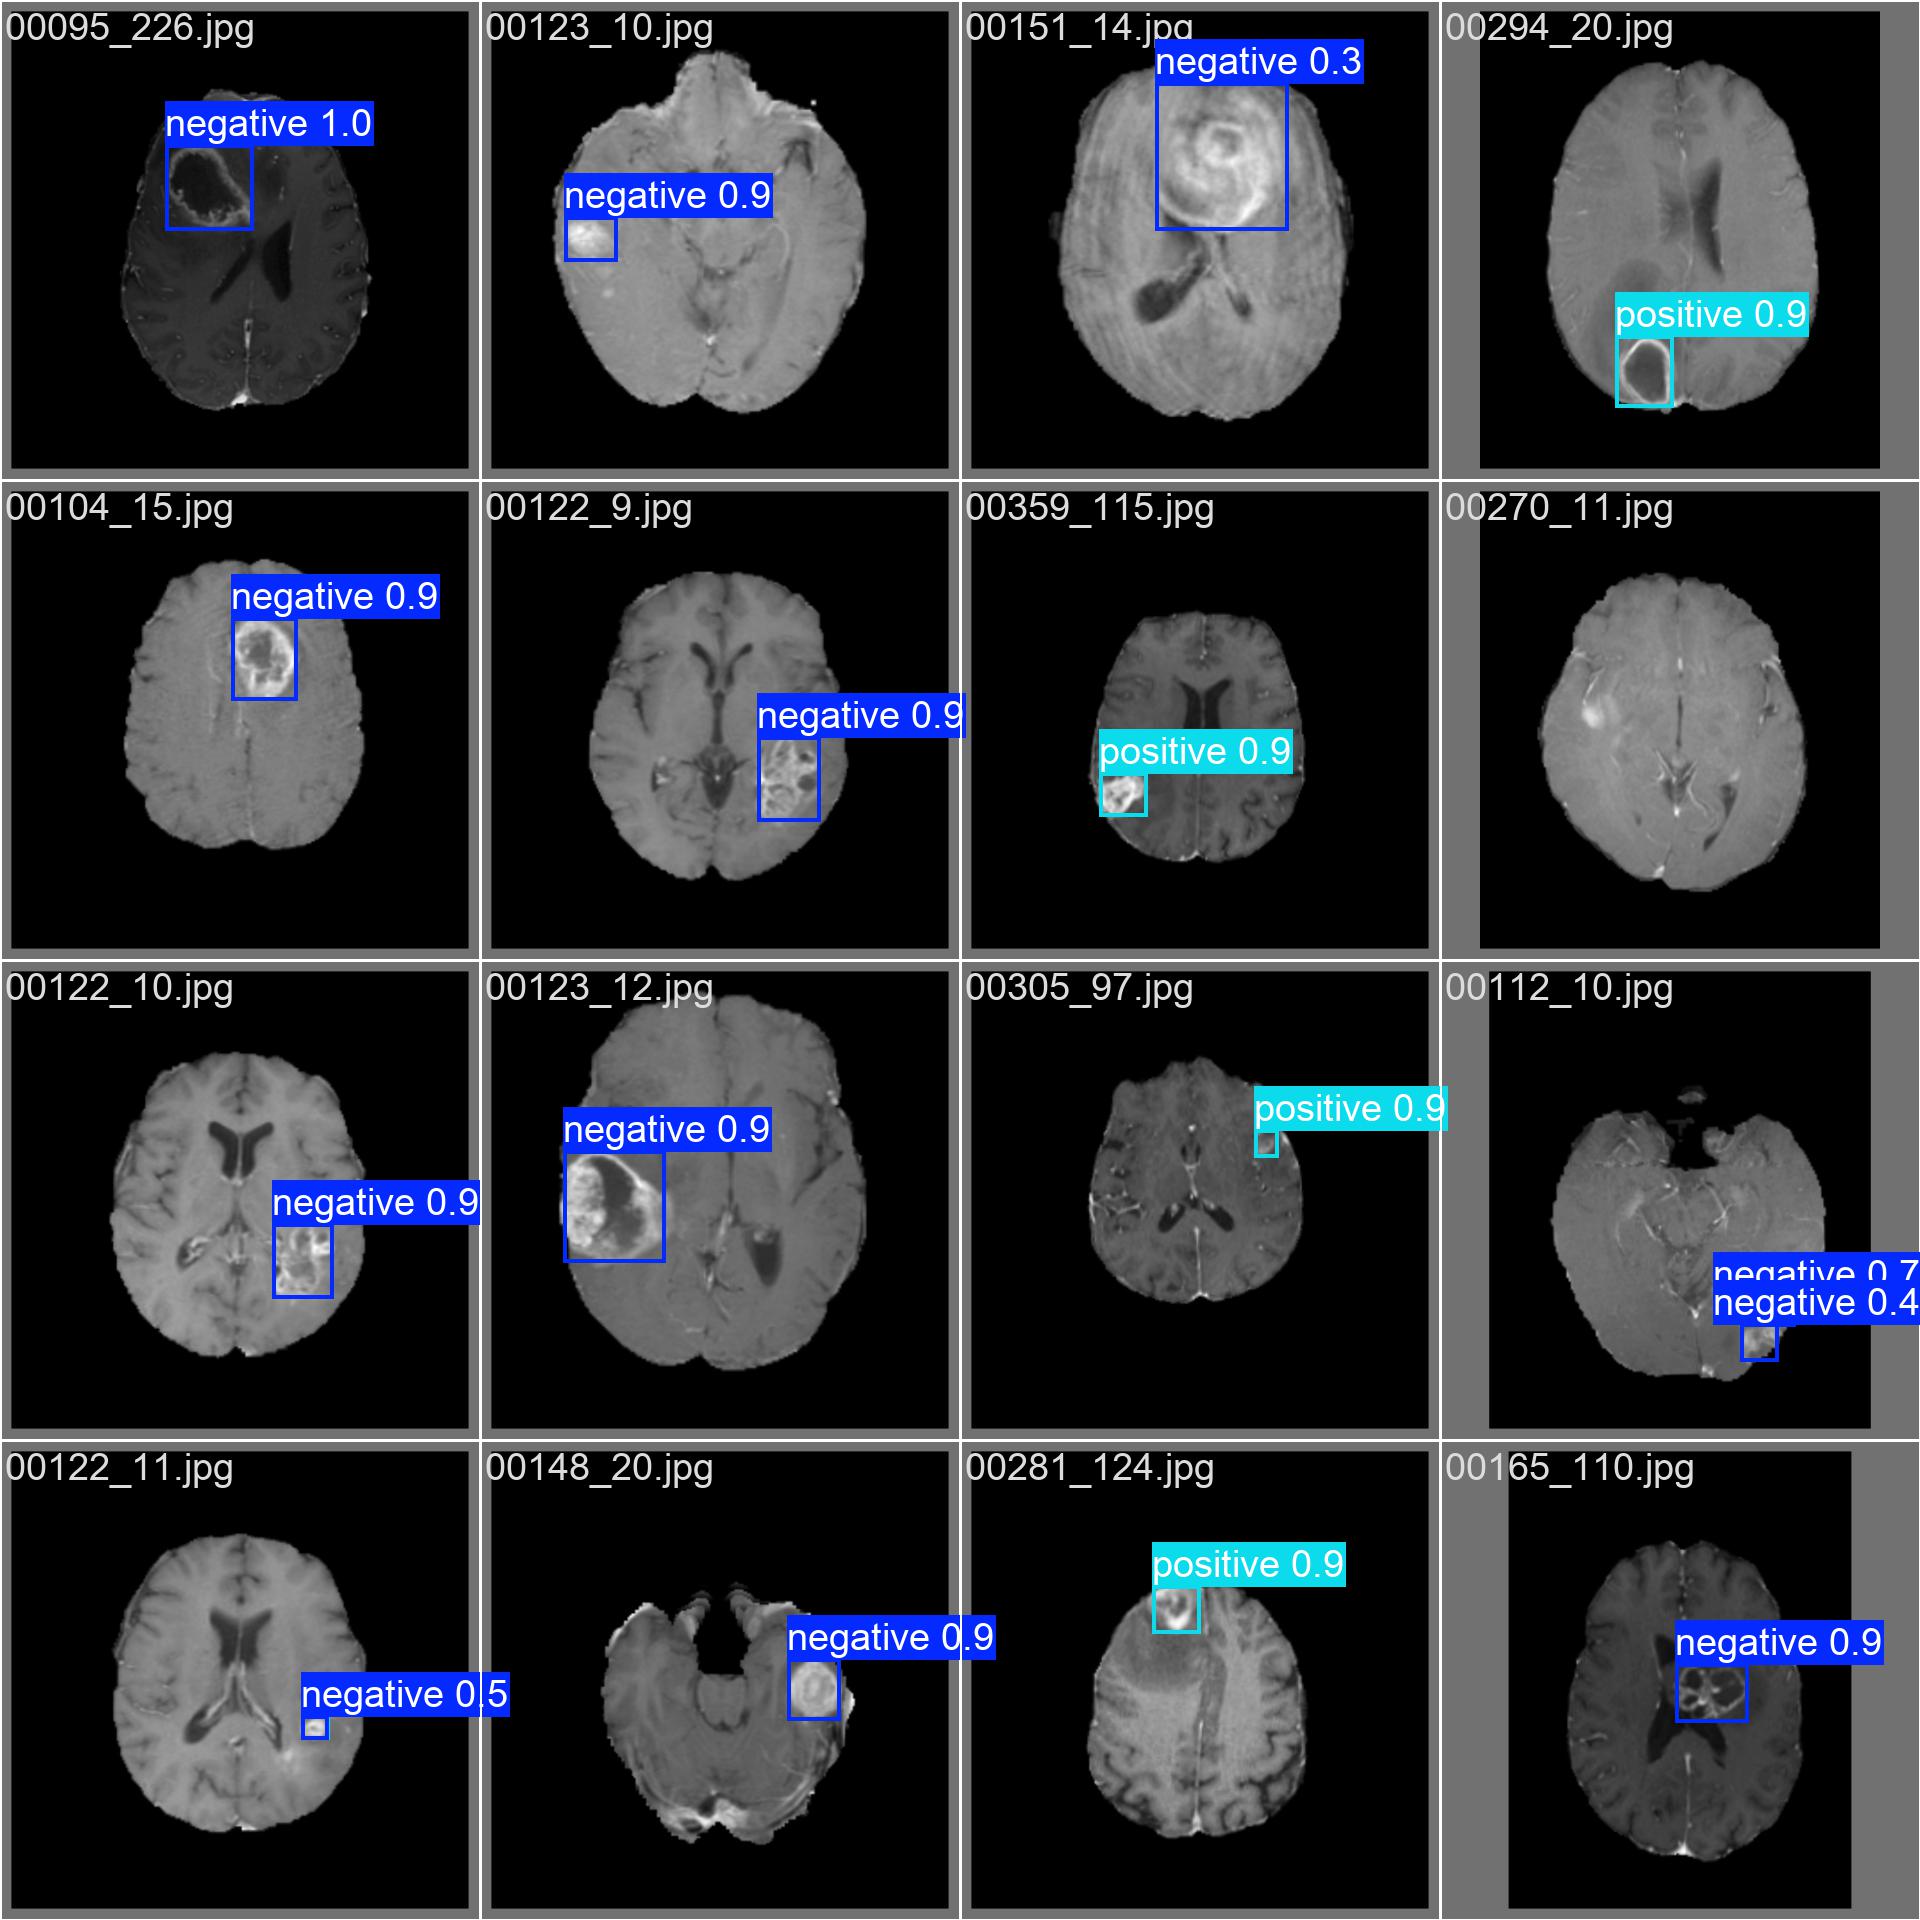 00095_226.jpg
negative 1.0
00123_10.jpg
negative 0.9
00151_14.jpg
negative 0.3
00294_20.jpg
positive 0.9
00104_15.jpg
negative 0.9
00122_9.jpg
negative 0.9
00359_115.jpg
positive 0.9
00270_11.jpg
00122_10.jpg
negative 0.9
00123_12.jpg
negative 0.9
00305_97.jpg
positive 0.9
00112_10.jpg
negative 0.7
negative 0.4
00122_11.jpg
negative 0.5
00148_20.jpg
negative 0.9
00281_124.jpg
positive 0.9
00165_110.jpg
negative 0.9